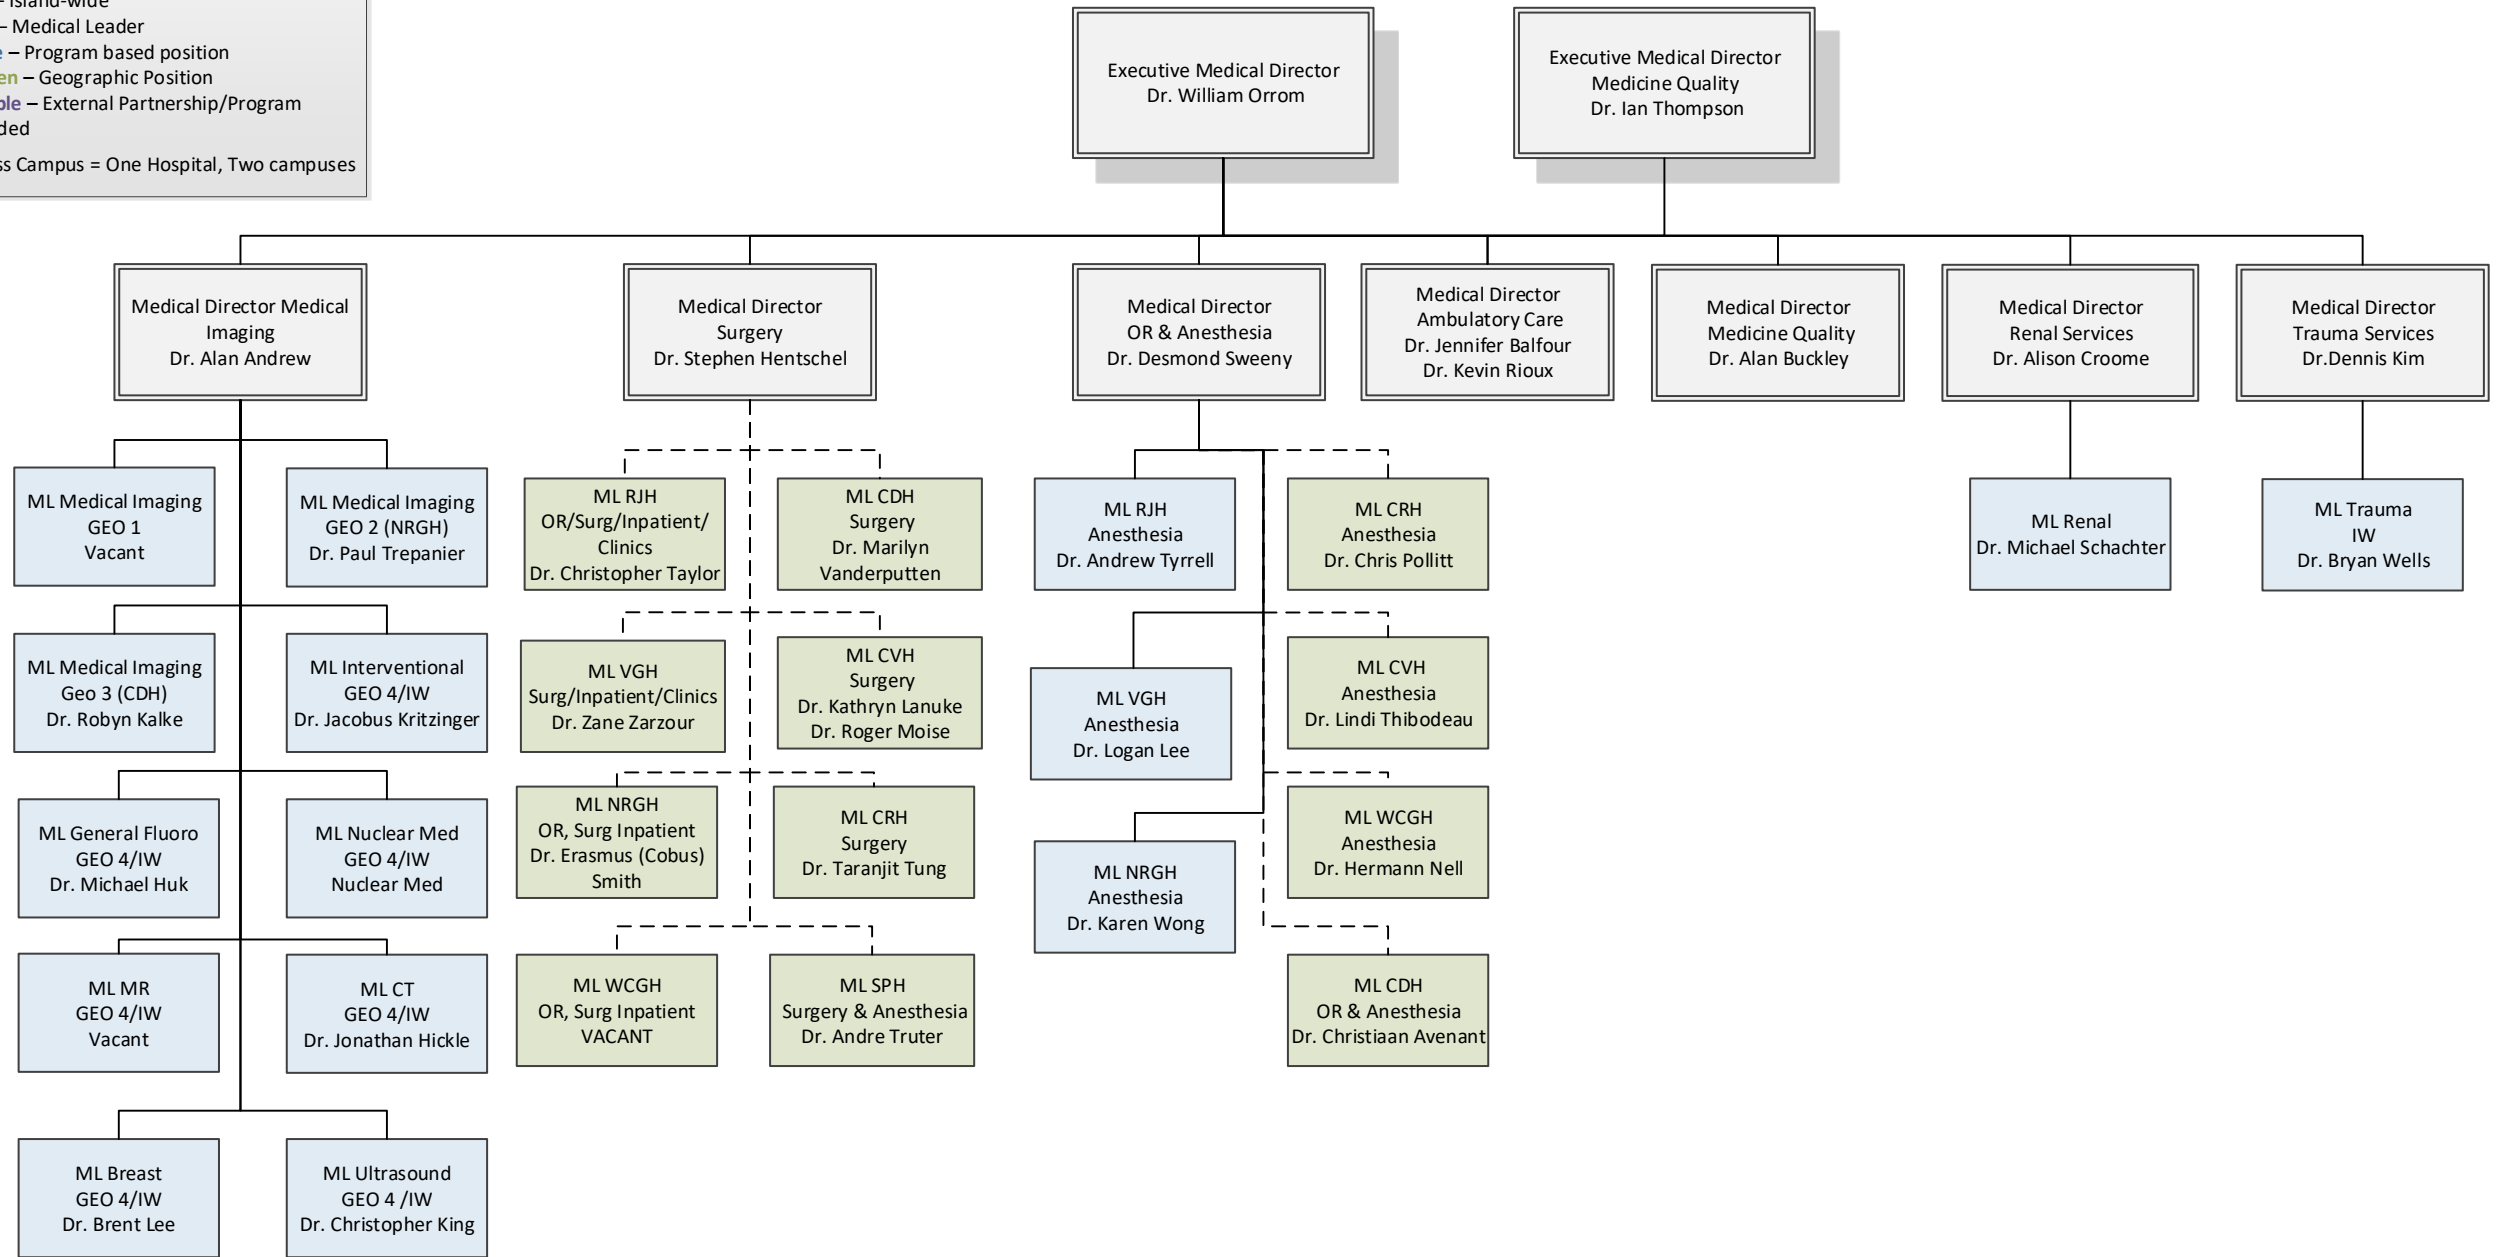 – Island-wide
– Medical Leader
– Program based position
– Geographic Position
– External Partnership/Program
Campus = One Hospital, Two campuses
Executive Medical Director
Dr. William Orrom
Executive Medical Director
Medicine Quality
Dr. Ian Thompson
Medical Director Medical
Imaging
Dr. Alan Andrew
Medical Director
Surgery
Dr. Stephen Hentschel
Medical Director
OR & Anesthesia
Dr. Desmond Sweeny
Medical Director
Ambulatory Care
Dr. Jennifer Balfour
Dr. Kevin Rioux
Medical Director
Medicine Quality
Dr. Alan Buckley
Medical Director
Renal Services
Dr. Alison Croome
Medical Director
Trauma Services
Dr.Dennis Kim
ML Medical Imaging
GEO 1
Vacant
ML Medical Imaging
GEO 2 (NRGH)
Dr. Paul Trepanier
ML Medical Imaging
Geo 3 (CDH)
Dr. Robyn Kalke
ML Interventional
GEO 4/IW
Dr. Jacobus Kritzinger
ML General Fluoro
GEO 4/IW
Dr. Michael Huk
ML Nuclear Med
GEO 4/IW
Nuclear Med
ML MR
GEO 4/IW
Vacant
ML CT
GEO 4/IW
Dr. Jonathan Hickle
ML Breast
GEO 4/IW
Dr. Brent Lee
ML Ultrasound
GEO 4 /IW
Dr. Christopher King
ML RJH
OR/Surg/Inpatient/
Clinics
Dr. Christopher Taylor
ML CDH
Surgery
Dr. Marilyn
Vanderputten
ML VGH
Surg/Inpatient/Clinics
Dr. Zane Zarzour
ML CVH
Surgery
Dr. Kathryn Lanuke
Dr. Roger Moise
ML NRGH
OR, Surg Inpatient
Dr. Erasmus (Cobus)
Smith
ML CRH
Surgery
Dr. Taranjit Tung
ML WCGH
OR, Surg Inpatient
VACANT
ML SPH
Surgery & Anesthesia
Dr. Andre Truter
ML RJH
Anesthesia
Dr. Andrew Tyrrell
ML CRH
Anesthesia
Dr. Chris Pollitt
ML VGH
Anesthesia
Dr. Logan Lee
ML CVH
Anesthesia
Dr. Lindi Thibodeau
ML NRGH
Anesthesia
Dr. Karen Wong
ML WCGH
Anesthesia
Dr. Hermann Nell
ML CDH
OR & Anesthesia
Dr. Christiaan Avenant
ML Renal
Dr. Michael Schachter
ML Trauma
IW
Dr. Bryan Wells